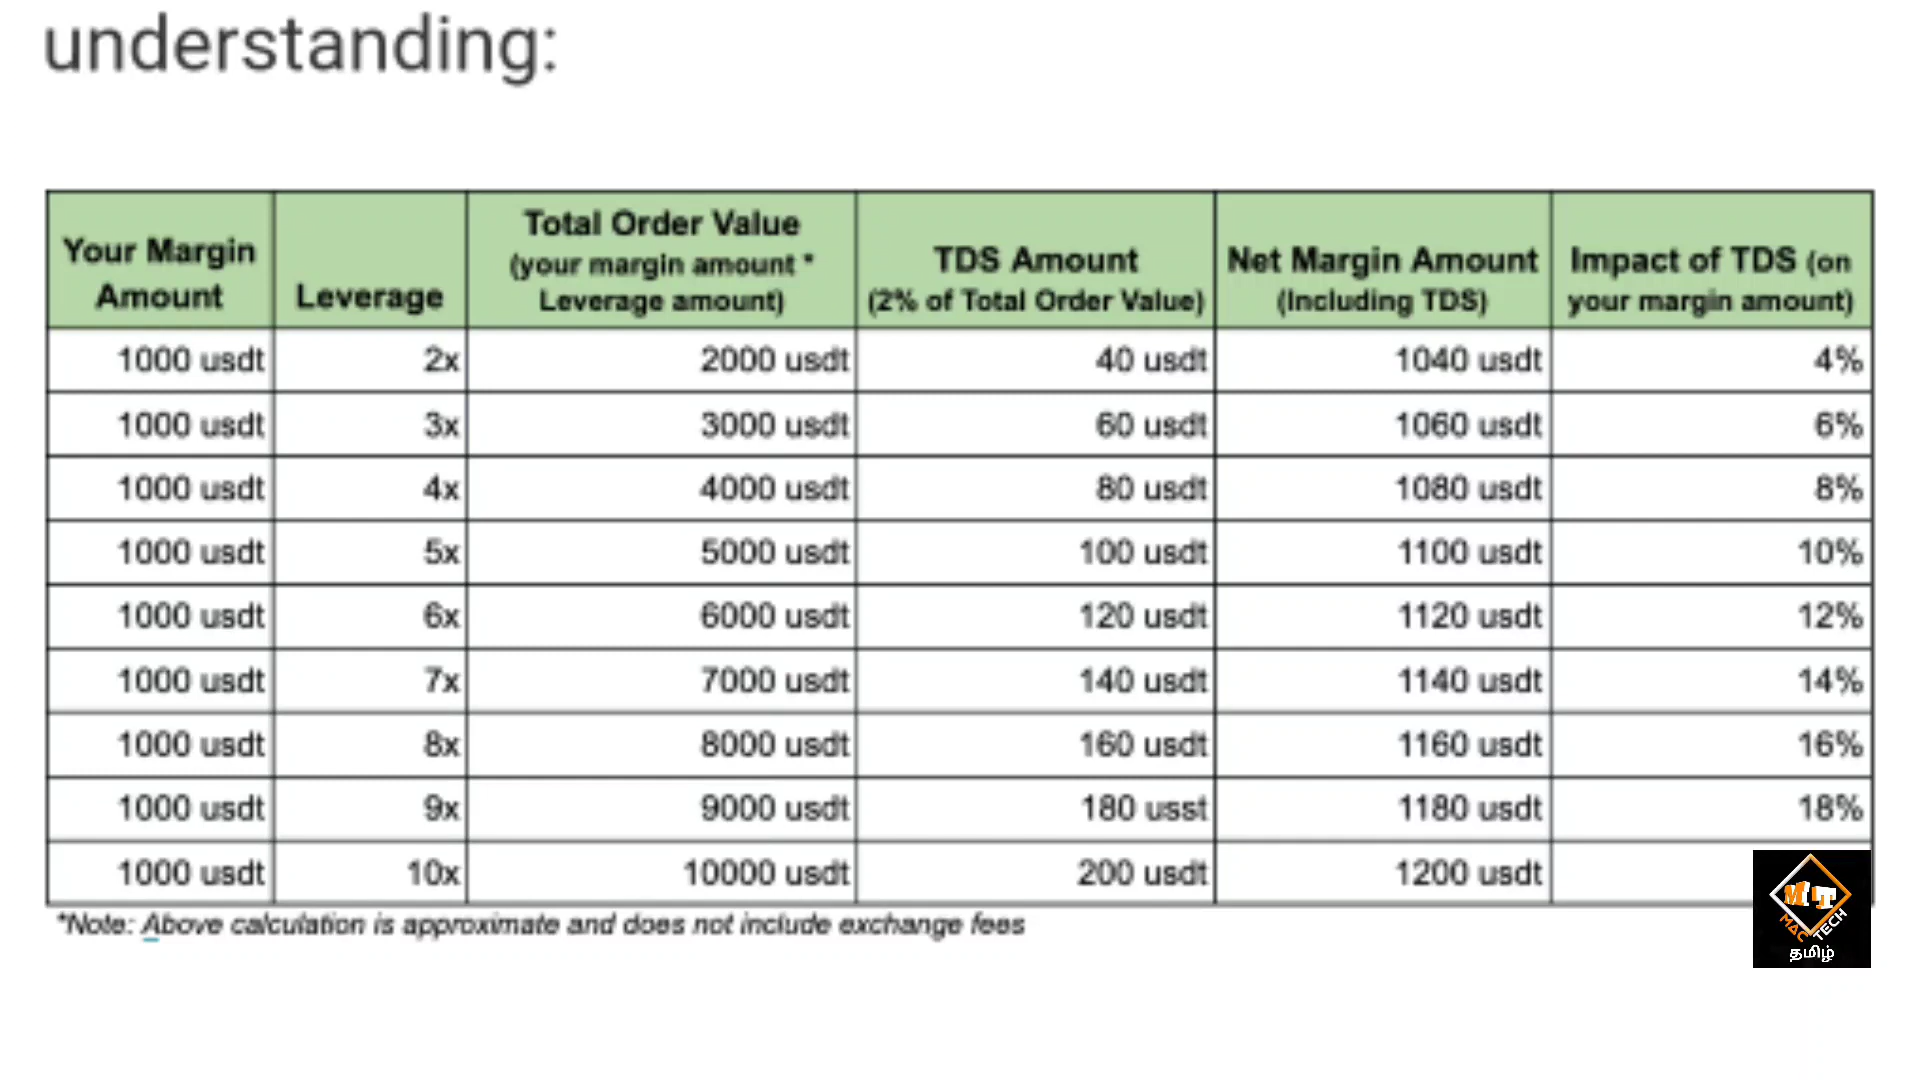 understanding:
Your Margin Amount	Leverage	Total Order Value (your margin amount * Leverage amount)	TDS Amount (2% of Total Order Value)	Net Margin Amount (Including TDS)	Impact of TDS (on your margin amount)
1000 usdt	2x	2000 usdt	40 usdt	1040 usdt	4%
1000 usdt	3x	3000 usdt	60 usdt	1060 usdt	6%
1000 usdt	4x	4000 usdt	80 usdt	1080 usdt	8%
1000 usdt	5x	5000 usdt	100 usdt	1100 usdt	10%
1000 usdt	6x	6000 usdt	120 usdt	1120 usdt	12%
1000 usdt	7x	7000 usdt	140 usdt	1140 usdt	14%
1000 usdt	8x	8000 usdt	160 usdt	1160 usdt	16%
1000 usdt	9x	9000 usdt	180 usst	1180 usdt	18%
1000 usdt	10x	10000 usdt	200 usdt	1200 usdt
*Note: Above calculation is approximate and does not include exchange fees
MT
MAC TECH
தமிழ்